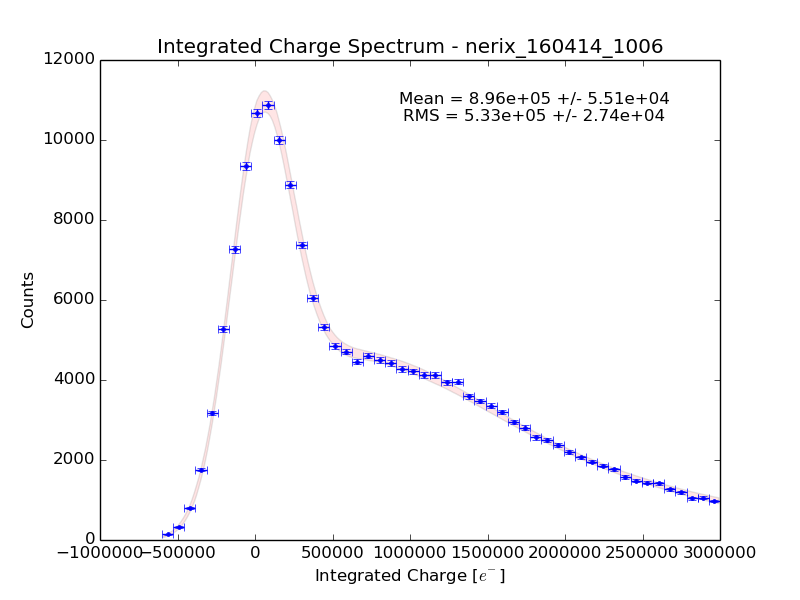 Integrated Charge Spectrum - nerix_160414_1006
Mean = 8.96e+05 +/- 5.51e+04
RMS = 5.33e+05 +/- 2.74e+04
12000
10000
8000
6000
4000
2000
0
Counts
−1000000 −500000 0 500000 1000000 1500000 2000000 2500000 3000000
Integrated Charge [e⁻]